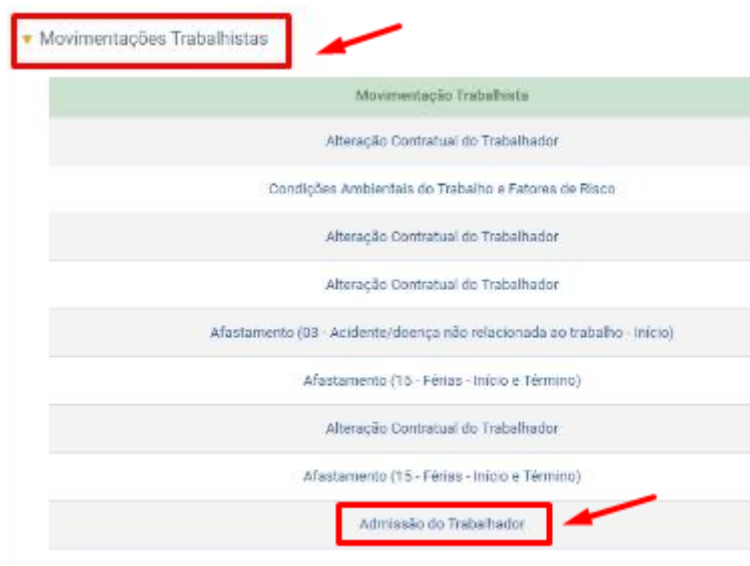 Movimentações Trabalhistas
Movimentação Trabalhista
Alteração Contratual do Trabalhador
Condições Ambientais do Trabalho e Fatores de Risco
Alteração Contratual do Trabalhador
Alteração Contratual do Trabalhador
Afastamento (03 - Acidente/doença não relacionada ao trabalho - Início)
Afastamento (15 - Férias - Início e Término)
Alteração Contratual do Trabalhador
Afastamento (15 - Férias - Início e Término)
Admissão do Trabalhador